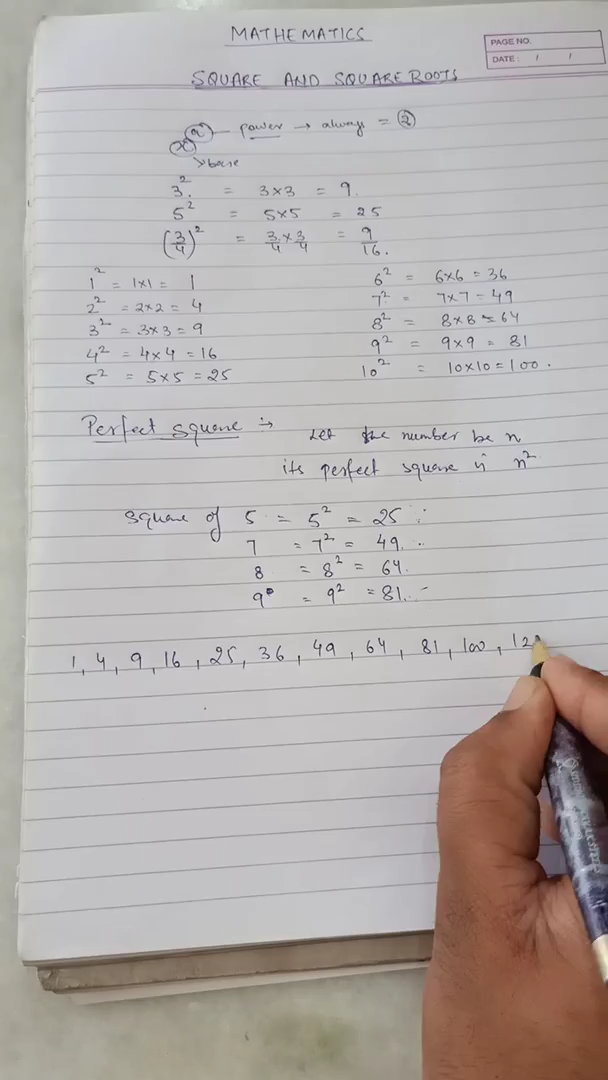 MATHEMATICS
PAGE NO.
DATE: / /
SQUARE AND SQUARE ROOTS
x² – power → always = 2
base
3² = 3×3 = 9.
5² = 5×5 = 25
(3/4)² = 3/4 × 3/4 = 9/16.
1² = 1×1 = 1
2² = 2×2 = 4
3² = 3×3 = 9
4² = 4×4 = 16
5² = 5×5 = 25
6² = 6×6 = 36
7² = 7×7 = 49
8² = 8×8 = 64
9² = 9×9 = 81
10² = 10×10 = 100.
Perfect square :→ Let the number be n
its perfect square is n²
square of 5 = 5² = 25
7 = 7² = 49.
8 = 8² = 64.
9 = 9² = 81.
1, 4, 9, 16, 25, 36, 49, 64, 81, 100, 12